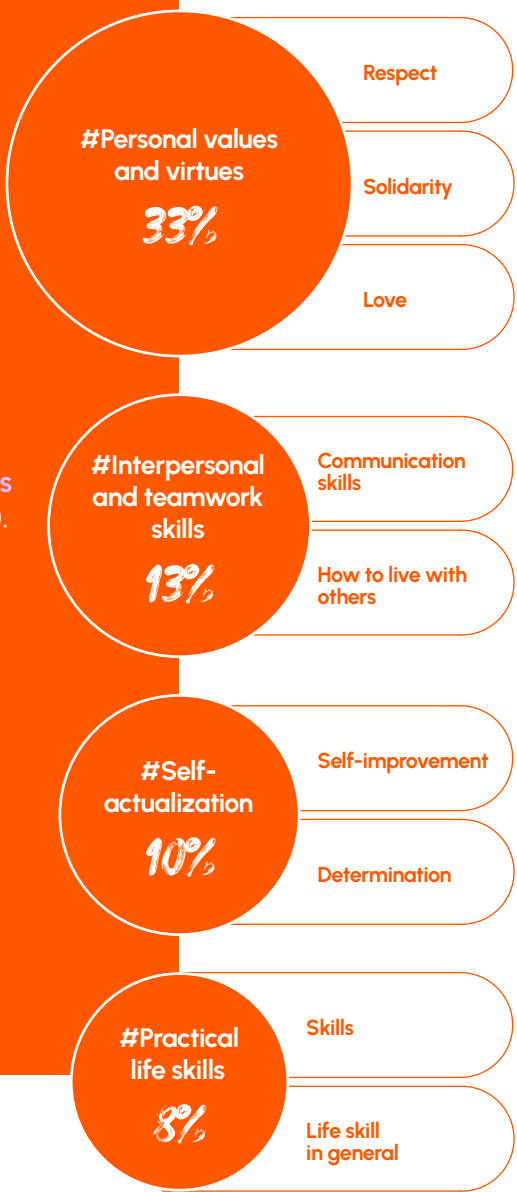 #Personal values
and virtues
33%
Respect
Solidarity
Love
s
.
#Interpersonal
and teamwork
skills
13%
Communication
skills
How to live with
others
#Self-
actualization
10%
Self-improvement
Determination
#Practical
life skills
8%
Skills
Life skill
in general